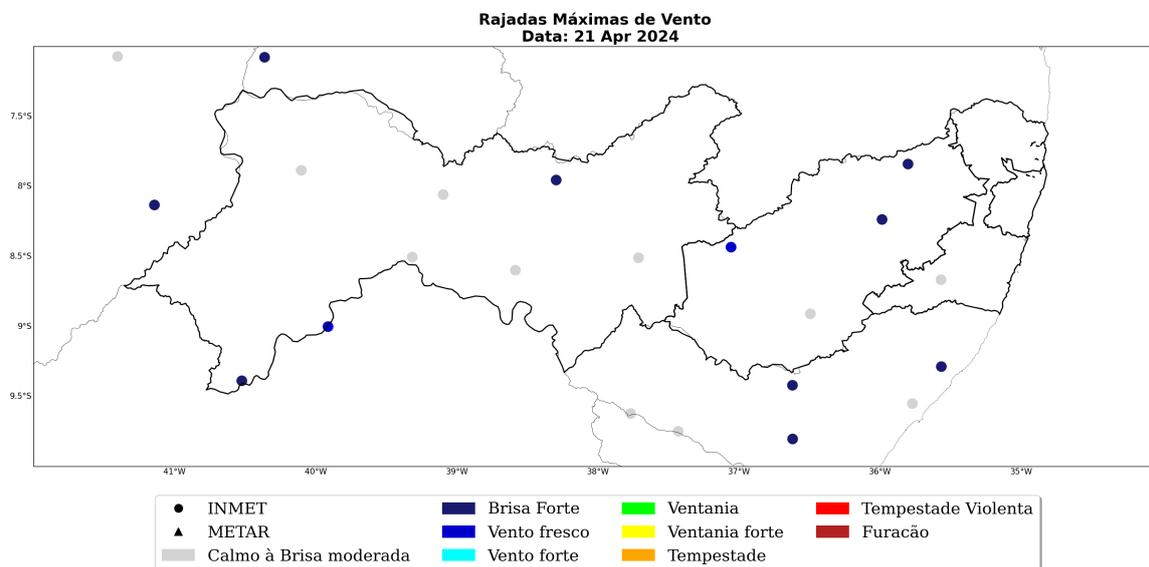 Rajadas Máximas de Vento
Data: 21 Apr 2024
7.5°S
8°S
8.5°S
9°S
9.5°S
41°W 40°W 39°W 38°W 37°W 36°W 35°W
INMET Brisa Forte Ventania Tempestade Violenta
METAR Vento fresco Ventania forte Furacão
Calmo à Brisa moderada Vento forte Tempestade